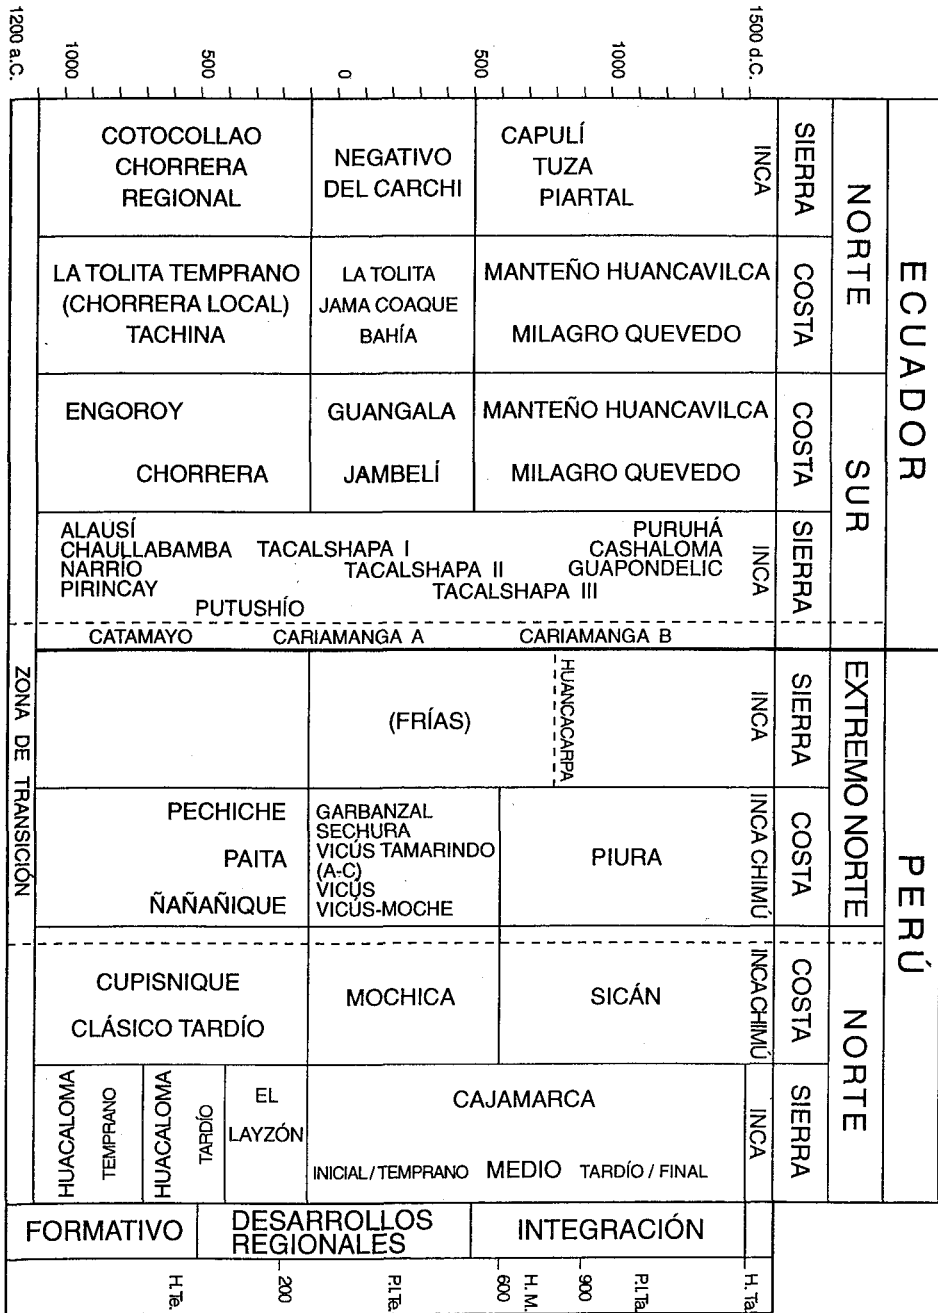 1200 a.C.
1000
500
0
500
1000
1500 d.C.
COTOCOLLAO
CHORRERA
REGIONAL
NEGATIVO
DEL CARCHI
CAPULÍ
TUZA
PIARTAL
INCA
SIERRA
NORTE
ECUADOR
LA TOLITA TEMPRANO
(CHORRERA LOCAL)
TACHINA
LA TOLITA
JAMA COAQUE
BAHÍA
MANTEÑO HUANCAVILCA
MILAGRO QUEVEDO
COSTA
ENGOROY
CHORRERA
GUANGALA
JAMBELÍ
MANTEÑO HUANCAVILCA
MILAGRO QUEVEDO
COSTA
SUR
ALAUSÍ
CHAULLABAMBA
NARRÍO
PIRINCAY
PUTUSHÍO
TACALSHAPA I
TACALSHAPA II
TACALSHAPA III
PURUHÁ
CASHALOMA
GUAPONDELIC
INCA
SIERRA
CATAMAYO
CARIAMANGA A
CARIAMANGA B
ZONA DE TRANSICIÓN
(FRÍAS)
HUANCACARPA
INCA
SIERRA
EXTREMO NORTE
PERÚ
PECHICHE
PAITA
ÑAÑAÑIQUE
GARBANZAL
SECHURA
VICÚS TAMARINDO
(A-C)
VICÚS
VICÚS-MOCHE
PIURA
INCA CHIMÚ
COSTA
CUPISNIQUE
CLÁSICO TARDÍO
MOCHICA
SICÁN
INCA CHIMÚ
COSTA
NORTE
HUACALOMA
TEMPRANO
HUACALOMA
TARDÍO
EL
LAYZÓN
CAJAMARCA
INICIAL/TEMPRANO MEDIO TARDÍO / FINAL
INCA
SIERRA
FORMATIVO
DESARROLLOS
REGIONALES
INTEGRACIÓN
H. Te.
200
P.I.Te.
600
H. M.
900
P.I.Ta.
H. Ta.